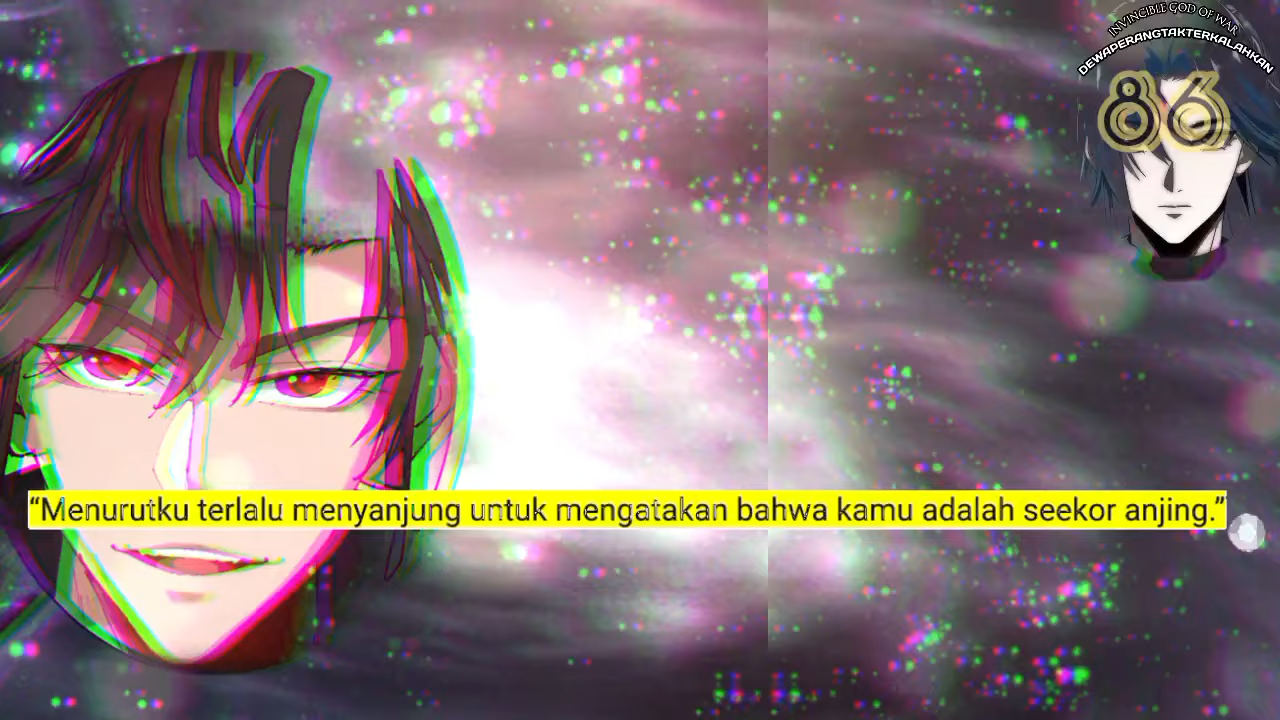 INVINCIBLE GOD OF WAR
DEWAPERANGTAKTERKALAHKAN
86
“Menurutku terlalu menyanjung untuk mengatakan bahwa kamu adalah seekor anjing.”